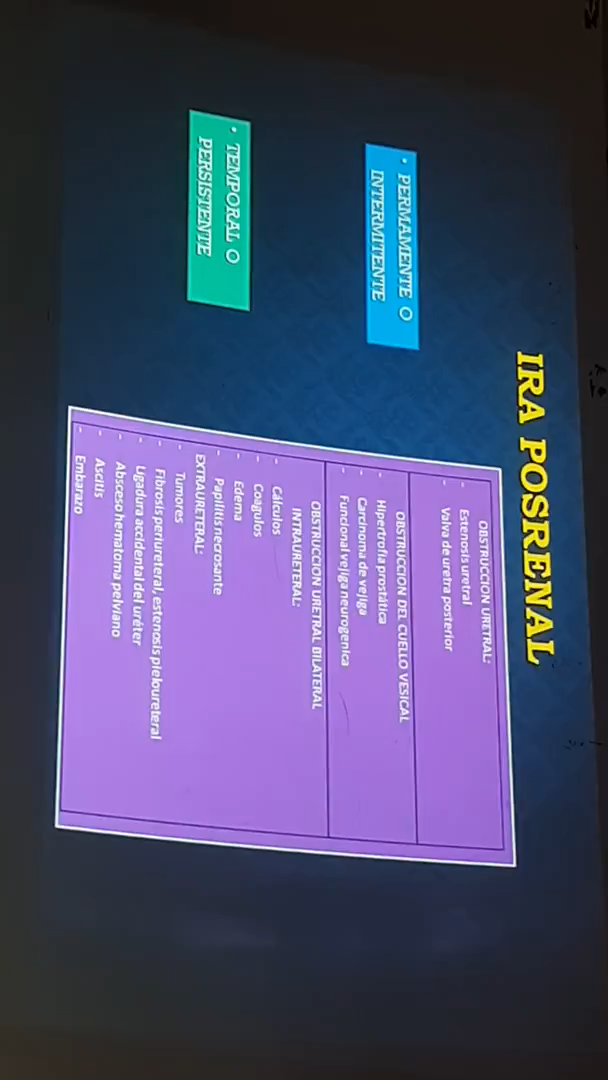 IRA POSRENAL
• PERMAMENTE O
INTERMITENTE
• TEMPORAL O
PERSISTENTE
OBSTRUCCION URETRAL:
- Estenosis uretral
- Valva de uretra posterior
OBSTRUCCION DEL CUELLO VESICAL
- Hipertrofia prostática
- Carcinoma de vejiga
- Funcional vejiga neurogenica
OBSTRUCCION URETRAL BILATERAL
INTRAURETERAL:
- Cálculos
- Coagulos
- Edema
- Papilitis necrosante
EXTRAURETERAL:
- Tumores
- Fibrosis periureteral, estenosis pieloureteral
- Ligadura accidental del uréter
- Absceso hematoma pelviano
- Ascitis
- Embarazo